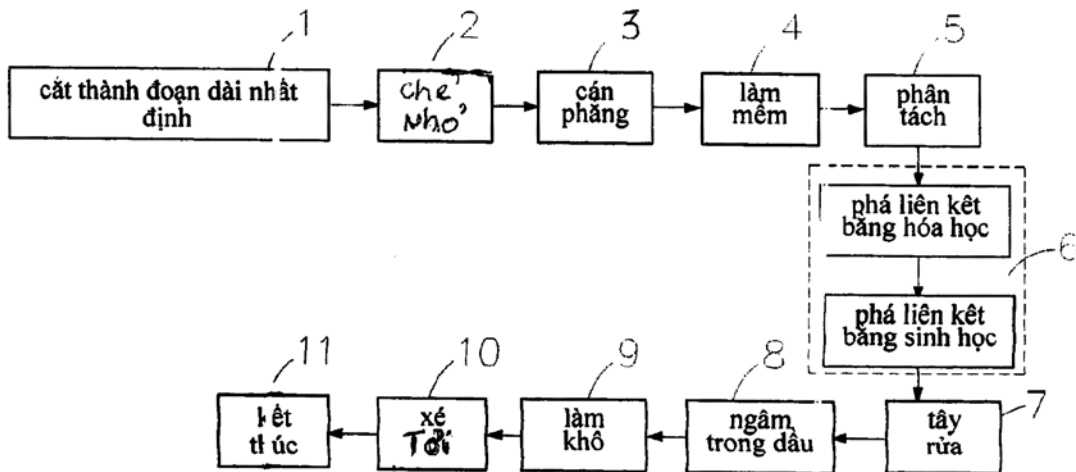 1
cắt thành đoạn dài nhất
định
2
chẻ
nhỏ
3
cán
phẳng
4
làm
mềm
5
phân
tách
6
phá liên kết
bằng hóa học
phá liên kết
bằng sinh học
7
tẩy
rửa
8
ngâm
trong dầu
9
làm
khô
10
xé
Tơi
11
kết
thúc